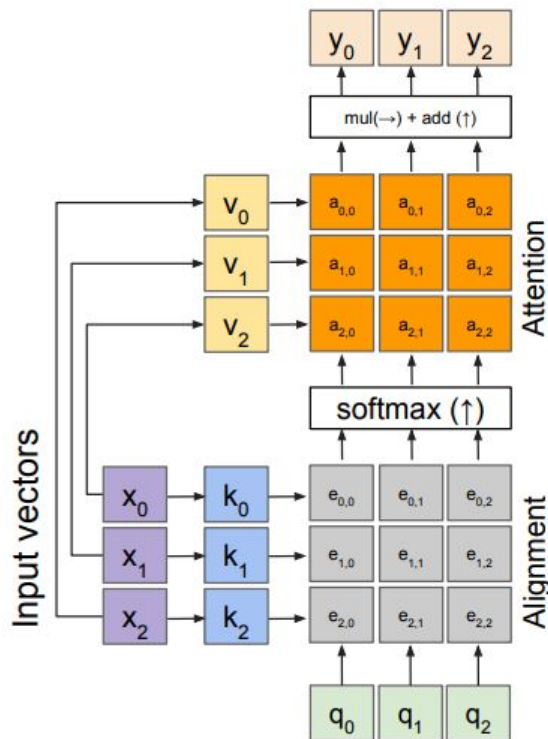 y0 y1 y2
mul(→) + add (↑)
v0 a0,0 a0,1 a0,2
v1 a1,0 a1,1 a1,2
v2 a2,0 a2,1 a2,2
Attention
softmax (↑)
Input vectors
x0 k0 e0,0 e0,1 e0,2
x1 k1 e1,0 e1,1 e1,2
x2 k2 e2,0 e2,1 e2,2
Alignment
q0 q1 q2